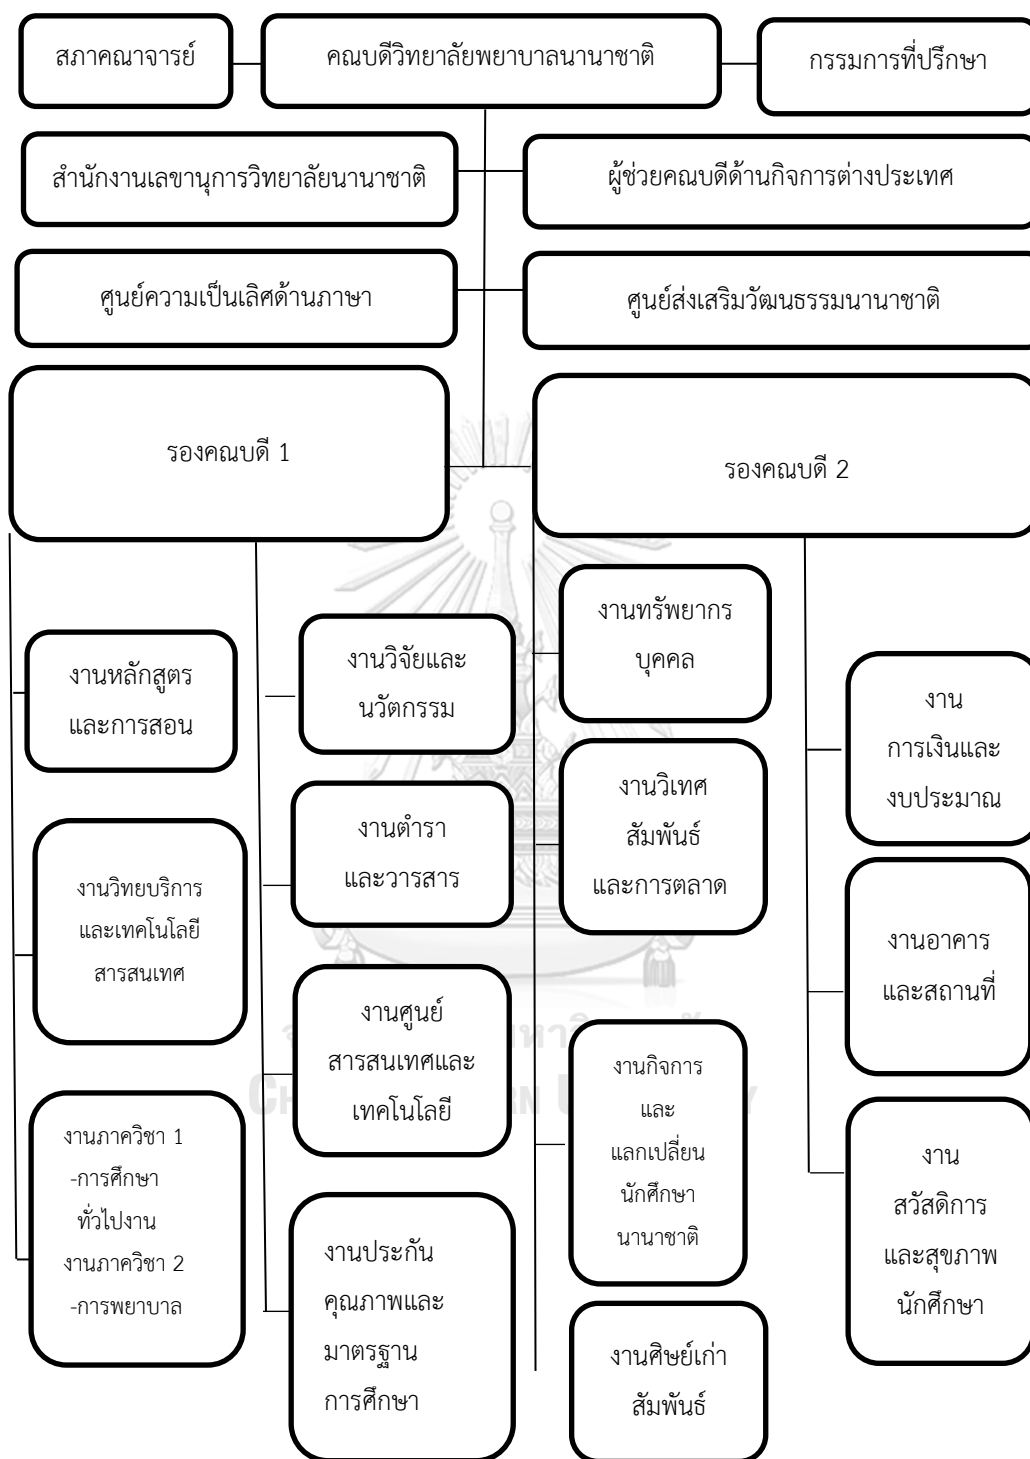 สภาคณาจารย์
คณบดีวิทยาลัยพยาบาลนานาชาติ
กรรมการที่ปรึกษา
สำนักงานเลขานุการวิทยาลัยนานาชาติ
ผู้ช่วยคณบดีด้านกิจการต่างประเทศ
ศูนย์ความเป็นเลิศด้านภาษา
ศูนย์ส่งเสริมวัฒนธรรมนานาชาติ
รองคณบดี 1
รองคณบดี 2
งานหลักสูตร
และการสอน
งานวิทยบริการ
และเทคโนโลยี
สารสนเทศ
งานภาควิชา 1
-การศึกษา
ทั่วไปงาน
งานภาควิชา 2
-การพยาบาล
งานวิจัยและ
นวัตกรรม
งานตำรา
และวารสาร
งานศูนย์
สารสนเทศและ
เทคโนโลยี
งานประกัน
คุณภาพและ
มาตรฐาน
การศึกษา
งานทรัพยากร
บุคคล
งานวิเทศ
สัมพันธ์
และการตลาด
งานกิจการ
และ
แลกเปลี่ยน
นักศึกษา
นานาชาติ
งานศิษย์เก่า
สัมพันธ์
งาน
การเงินและ
งบประมาณ
งานอาคาร
และสถานที่
งาน
สวัสดิการ
และสุขภาพ
นักศึกษา